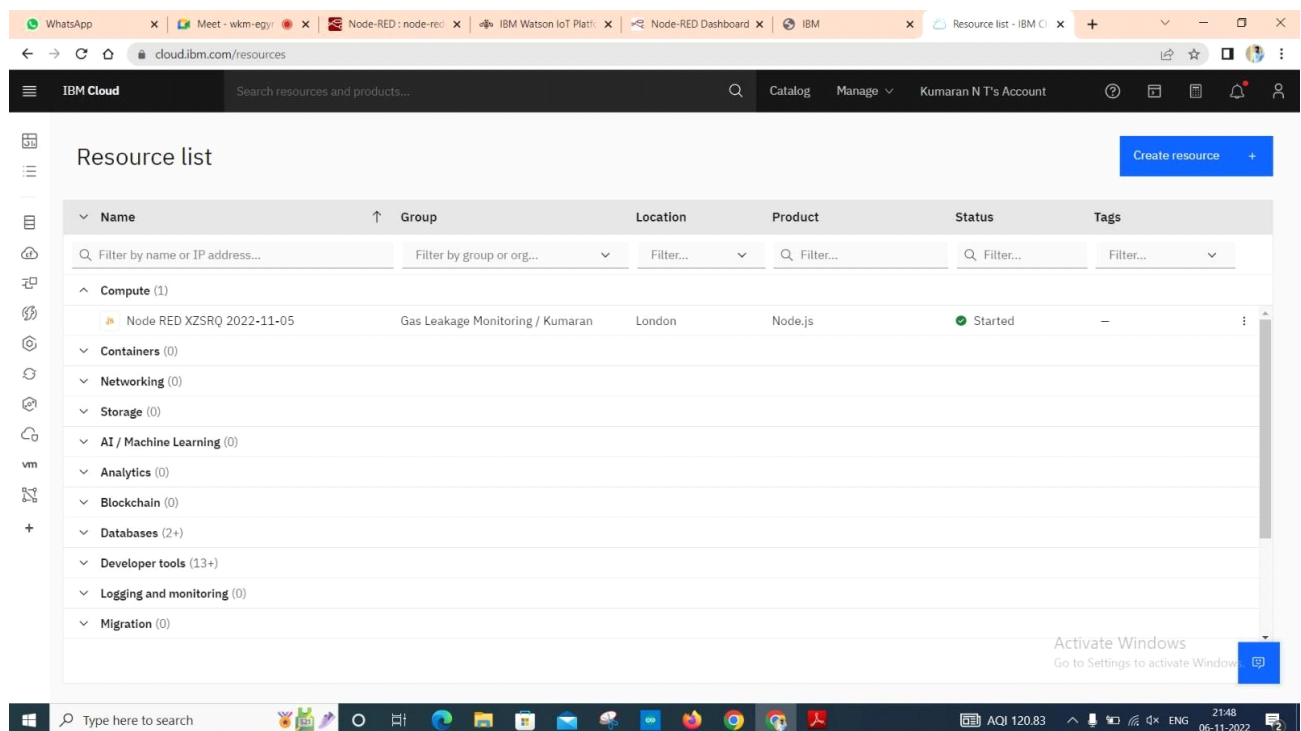 WhatsApp
Meet - wkm-egyr
Node-RED : node-red
IBM Watson IoT Platfo
Node-RED Dashboard
IBM
Resource list - IBM Cl
cloud.ibm.com/resources
IBM Cloud
Search resources and products...
Catalog
Manage
Kumaran N T's Account
Resource list
Create resource +
Name
Group
Location
Product
Status
Tags
Filter by name or IP address...
Filter by group or org...
Filter...
Filter...
Filter...
Filter...
Compute (1)
JS Node RED XZSRQ 2022-11-05
Gas Leakage Monitoring / Kumaran
London
Node.js
Started
–
Containers (0)
Networking (0)
Storage (0)
AI / Machine Learning (0)
vm
Analytics (0)
Blockchain (0)
Databases (2+)
Developer tools (13+)
Logging and monitoring (0)
Migration (0)
Activate Windows
Go to Settings to activate Windows.
Type here to search
AQI 120.83
ENG
21:48
06-11-2022
2